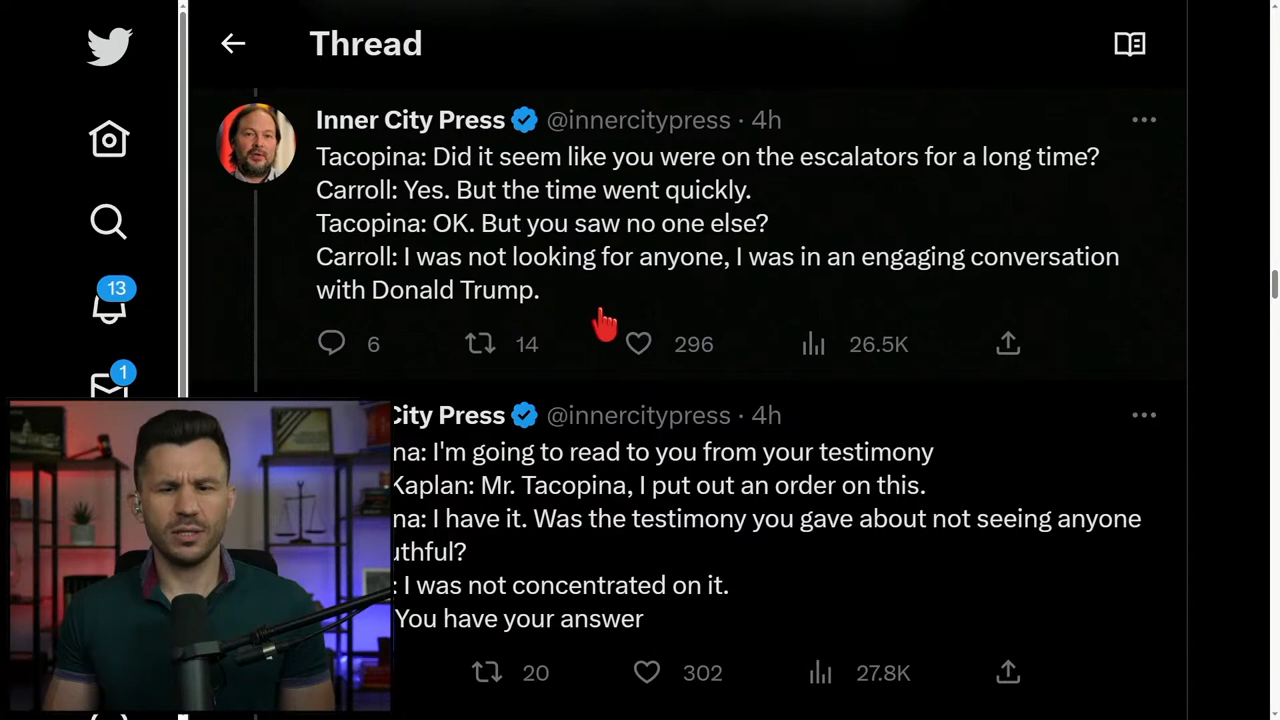 Thread
Inner City Press @innercitypress · 4h
Tacopina: Did it seem like you were on the escalators for a long time?
Carroll: Yes. But the time went quickly.
Tacopina: OK. But you saw no one else?
Carroll: I was not looking for anyone, I was in an engaging conversation
with Donald Trump.
6 14 296 26.5K
13
1
City Press @innercitypress · 4h
na: I'm going to read to you from your testimony
Kaplan: Mr. Tacopina, I put out an order on this.
na: I have it. Was the testimony you gave about not seeing anyone
uthful?
: I was not concentrated on it.
You have your answer
20 302 27.8K